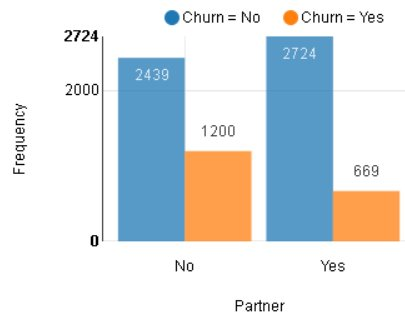 Churn = No Churn = Yes
2724
2724
2439
2000
1200
669
0
No Yes
Frequency
Partner